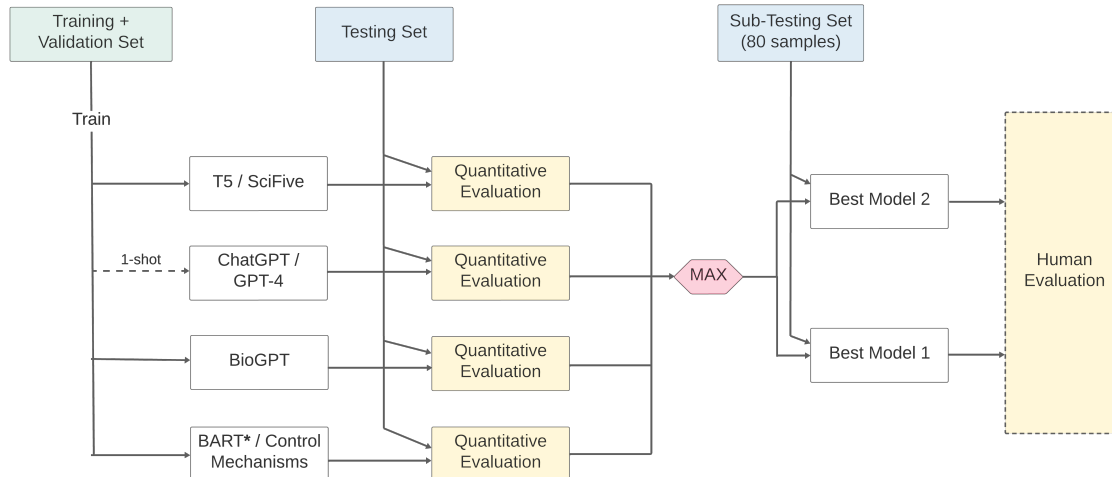 Training +
Validation Set
Testing Set
Sub-Testing Set
(80 samples)
Train
T5 / SciFive
Quantitative
Evaluation
Best Model 2
1-shot
ChatGPT /
GPT-4
Quantitative
Evaluation
MAX
Human
Evaluation
BioGPT
Quantitative
Evaluation
Best Model 1
BART* / Control
Mechanisms
Quantitative
Evaluation